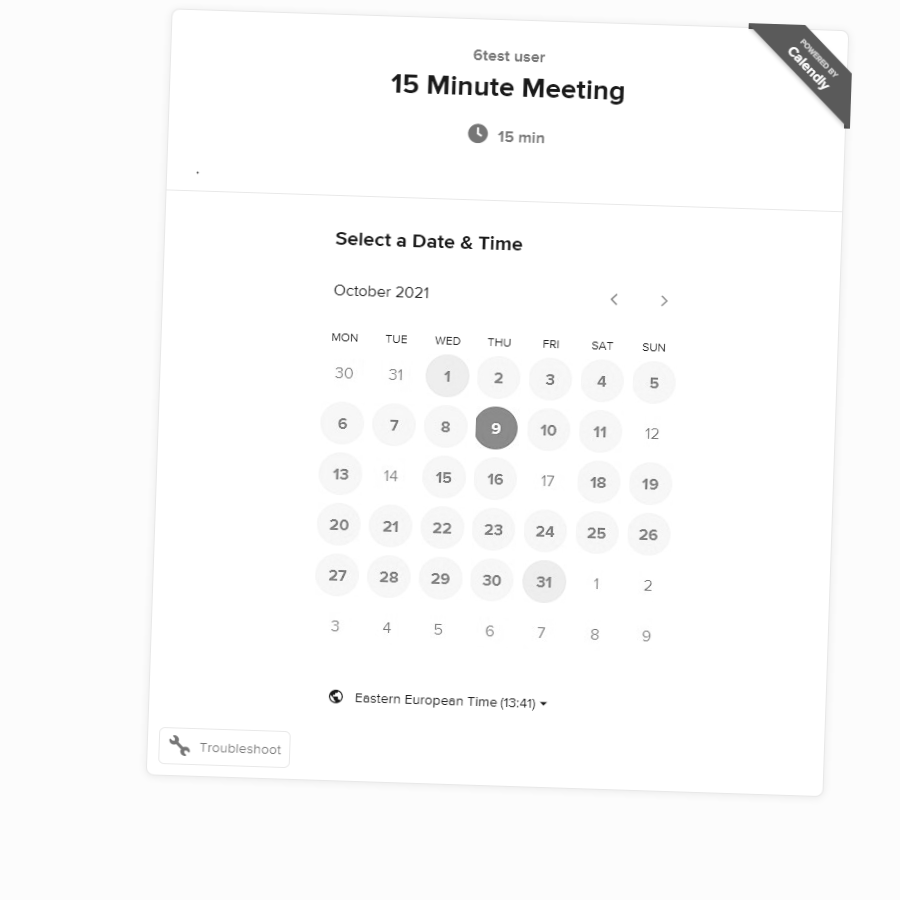 6test user
15 Minute Meeting
15 min
POWERED BY
Calendly
.
Select a Date & Time
October 2021
MON TUE WED THU FRI SAT SUN
30 31 1 2 3 4 5
6 7 8 9 10 11 12
13 14 15 16 17 18 19
20 21 22 23 24 25 26
27 28 29 30 31 1 2
3 4 5 6 7 8 9
Eastern European Time (13:41)
Troubleshoot